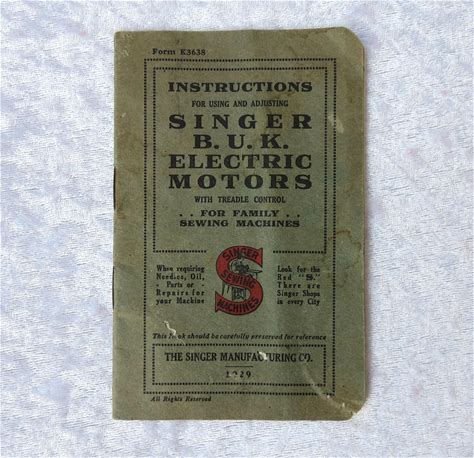 Form K3638
INSTRUCTIONS
FOR USING AND ADJUSTING
SINGER
B. U. K.
ELECTRIC
MOTORS
WITH TREADLE CONTROL
. . FOR FAMILY . .
SEWING MACHINES
When requiring
Needles, Oil,
- Parts or -
Repairs for
your Machine
SINGER
SEWING
MACHINES
Look for the
Red "S."
There are
Singer Shops
in every City
This book should be carefully preserved for reference
THE SINGER MANUFACTURING CO.
1929
All Rights Reserved